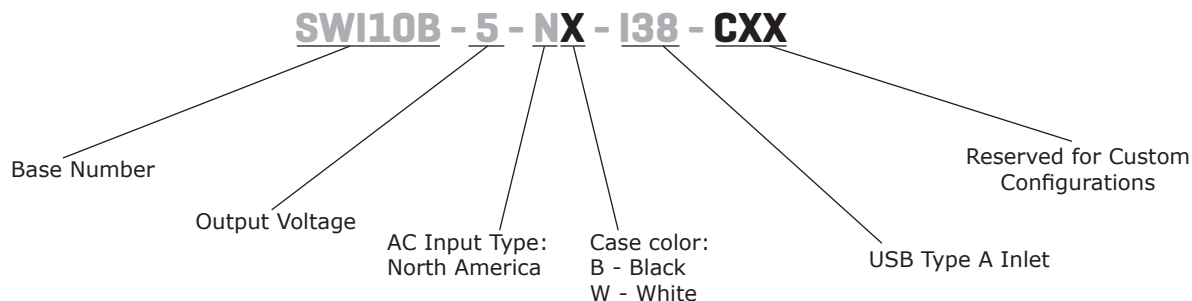 SWI10B - 5 - NX - I38 - CXX
Base Number
Output Voltage
AC Input Type:
North America
Case color:
B - Black
W - White
USB Type A Inlet
Reserved for Custom
Configurations